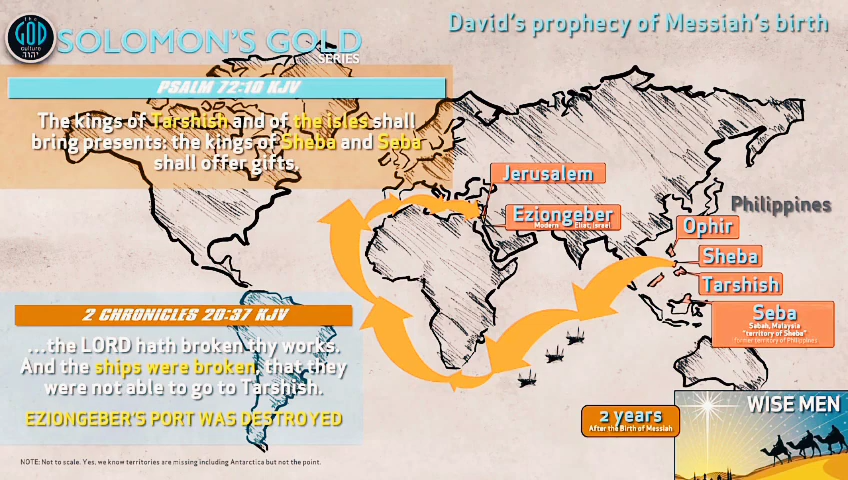 the
GOD
culture
יהוה
SOLOMON'S GOLD
SERIES
David's prophecy of Messiah's birth
PSALM 72:10 KJV
The kings of Tarshish and of the isles shall
bring presents: the kings of Sheba and Seba
shall offer gifts.
Jerusalem
Eziongeber
Modern Eliat, Israel
Philippines
Ophir
Sheba
Tarshish
Seba
Sabah, Malaysia
"territory of Sheba"
former territory of Philippines
2 CHRONICLES 20:37 KJV
...the LORD hath broken thy works.
And the ships were broken, that they
were not able to go to Tarshish.
EZIONGEBER'S PORT WAS DESTROYED
2 years
After the Birth of Messiah
WISE MEN
NOTE: Not to scale. Yes, we know territories are missing including Antarctica but not the point.